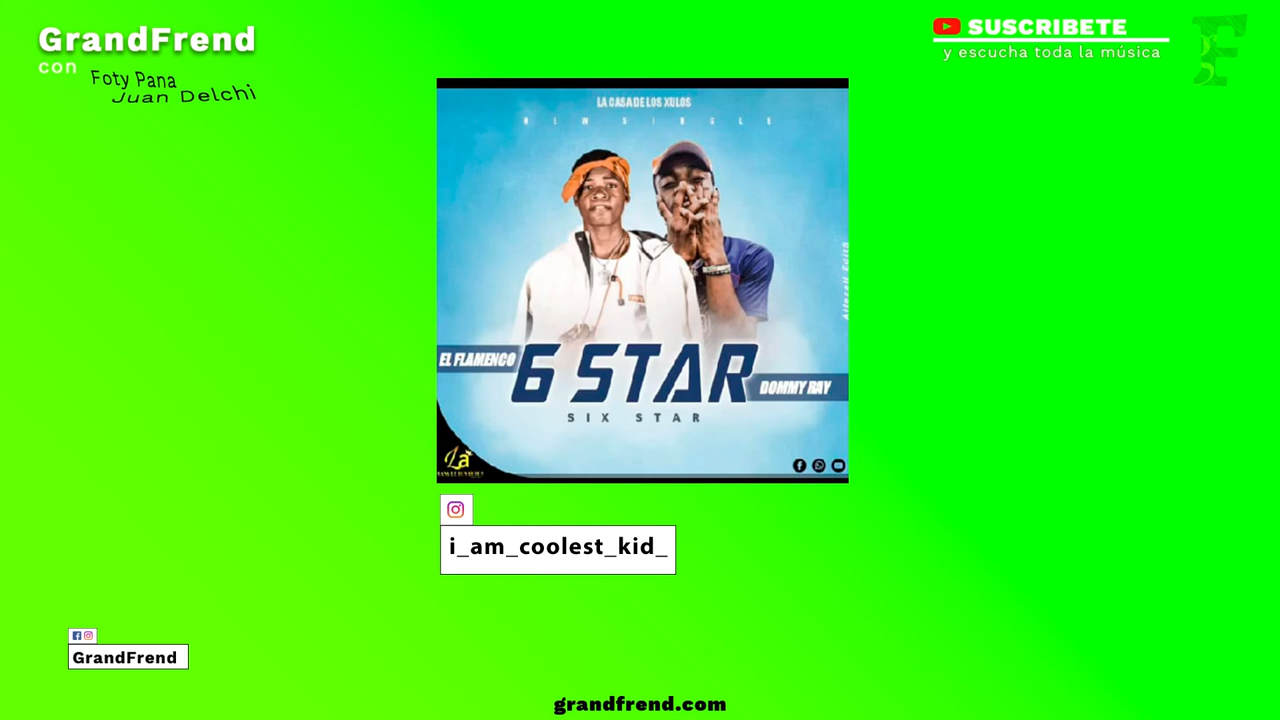 GrandFrend
con
Foty Pana
Juan Delchi
SUSCRIBETE
y escucha toda la música
F
LA CASA DE LOS XULOS
EL FLAMENCO
6 STAR
DOMMY RAY
SIX STAR
La
i_am_coolest_kid_
GrandFrend
grandfrend.com